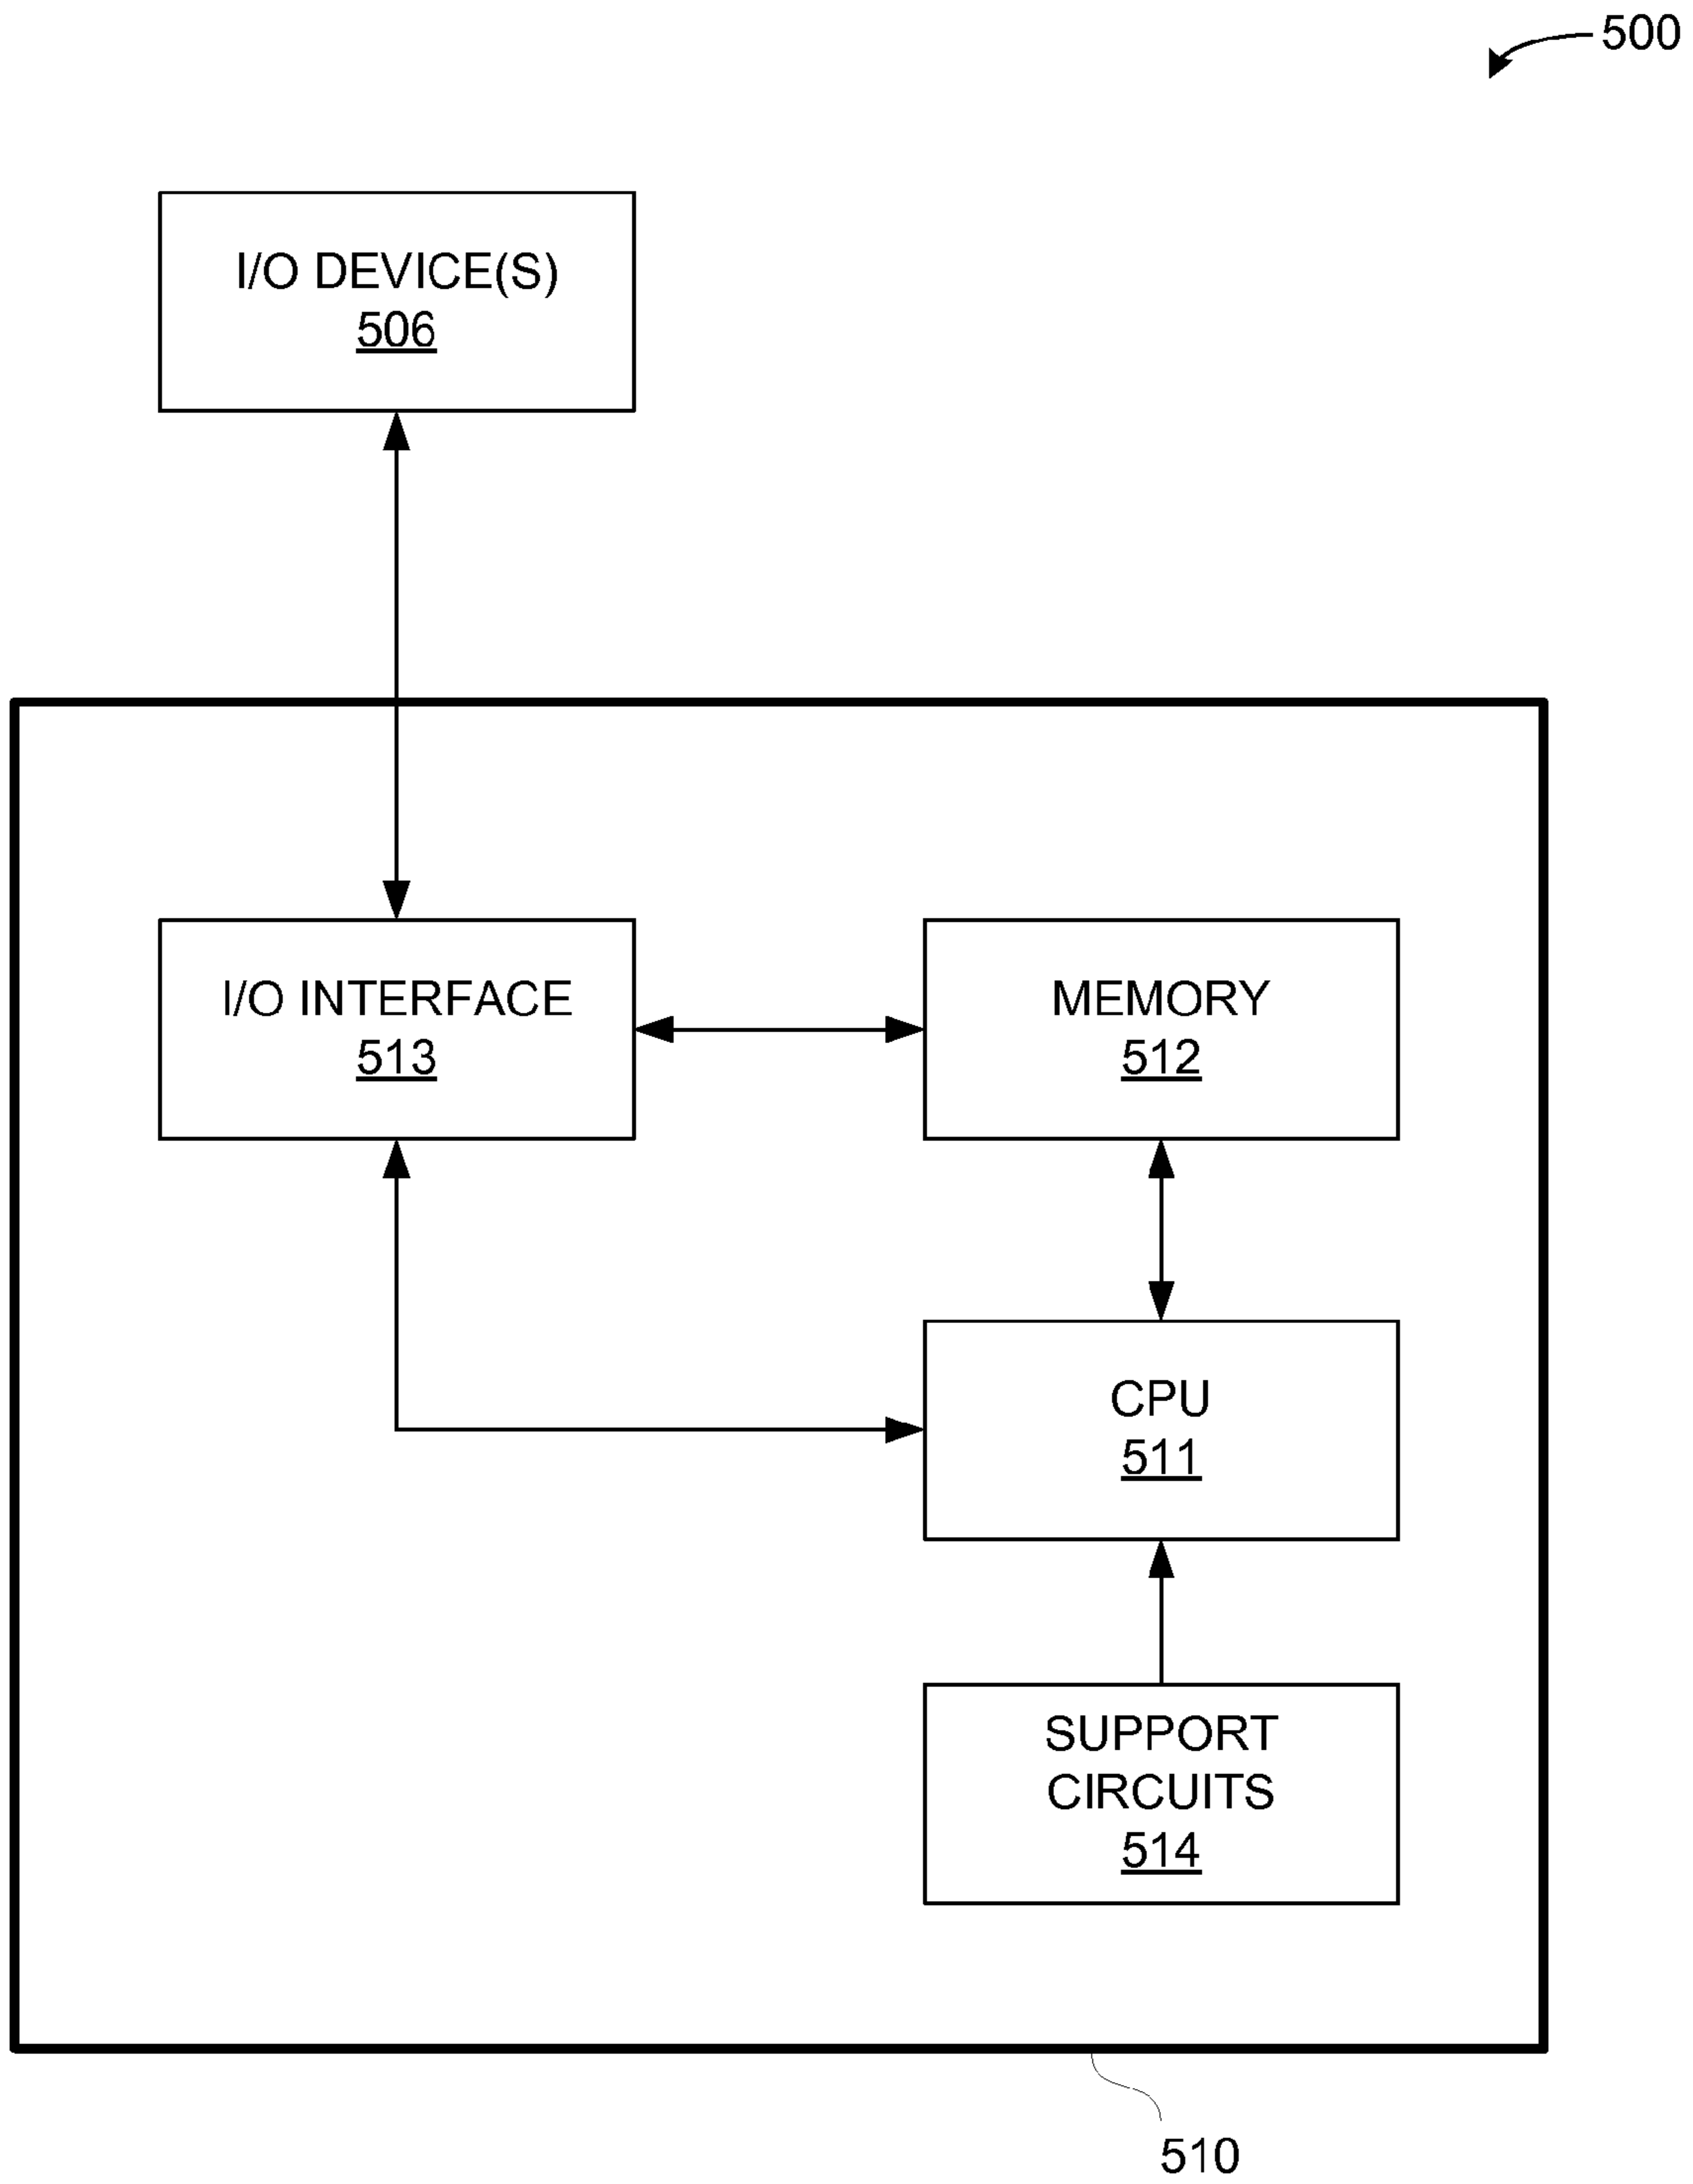 500
I/O DEVICE(S)
506
I/O INTERFACE
513
MEMORY
512
CPU
511
SUPPORT
CIRCUITS
514
510